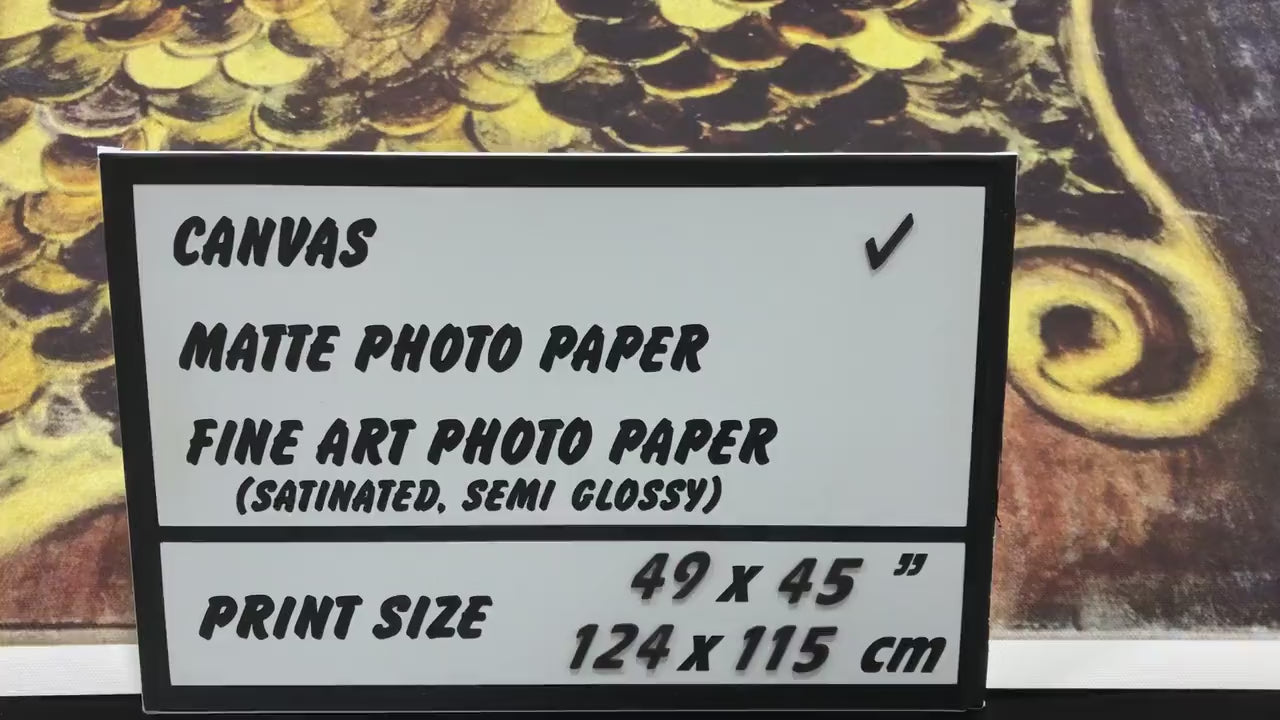 CANVAS ✓
MATTE PHOTO PAPER
FINE ART PHOTO PAPER
(SATINATED, SEMI GLOSSY)
PRINT SIZE
49 x 45 ”
124 x 115 cm